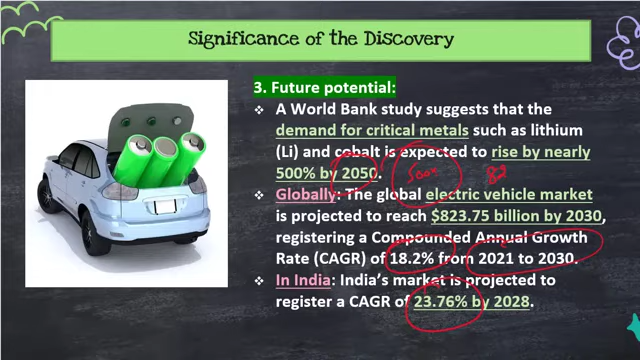 Significance of the Discovery
3. Future potential:
❖ A World Bank study suggests that the
demand for critical metals such as lithium
(Li) and cobalt is expected to rise by nearly
500% by 2050.
❖ Globally: The global electric vehicle market
is projected to reach $823.75 billion by 2030,
registering a Compounded Annual Growth
Rate (CAGR) of 18.2% from 2021 to 2030.
❖ In India: India's market is projected to
register a CAGR of 23.76% by 2028.